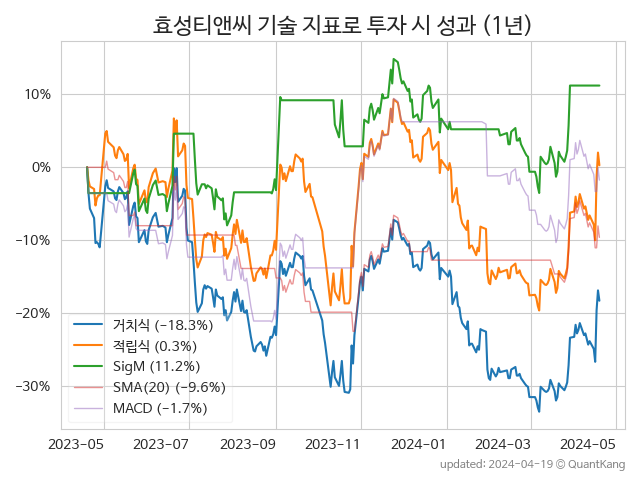 효성티앤씨 기술 지표로 투자 시 성과 (1년)
10%
0%
−10%
−20%
−30%
거치식 (−18.3%)
적립식 (0.3%)
SigM (11.2%)
SMA(20) (−9.6%)
MACD (−1.7%)
2023-05 2023-07 2023-09 2023-11 2024-01 2024-03 2024-05
updated: 2024-04-19 © QuantKang